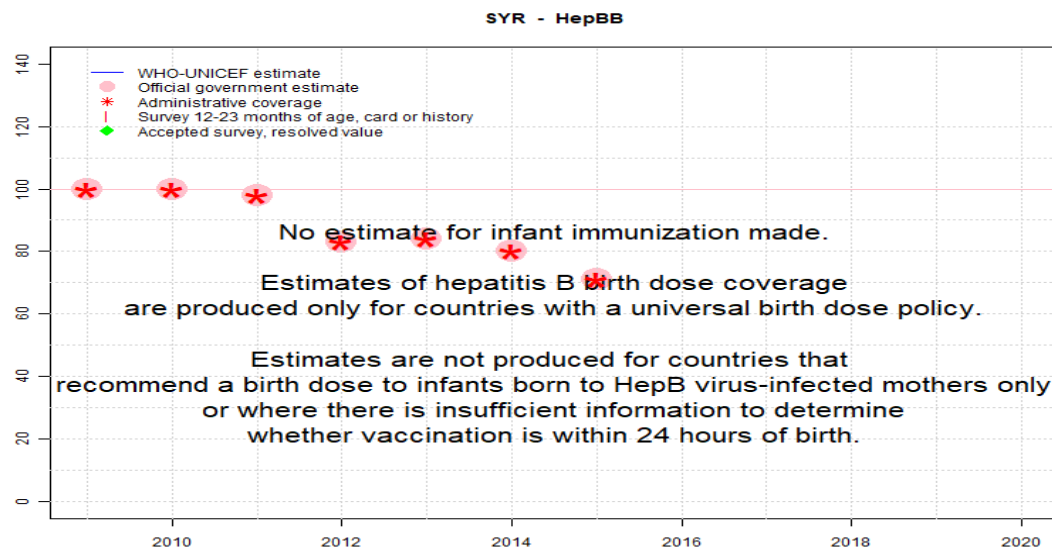 SYR - HepBB
WHO-UNICEF estimate
Official government estimate
Administrative coverage
Survey 12-23 months of age, card or history
Accepted survey, resolved value
140
120
100
80
60
40
20
0
No estimate for infant immunization made.
Estimates of hepatitis B birth dose coverage
are produced only for countries with a universal birth dose policy.
Estimates are not produced for countries that
recommend a birth dose to infants born to HepB virus-infected mothers only
or where there is insufficient information to determine
whether vaccination is within 24 hours of birth.
2010 2012 2014 2016 2018 2020